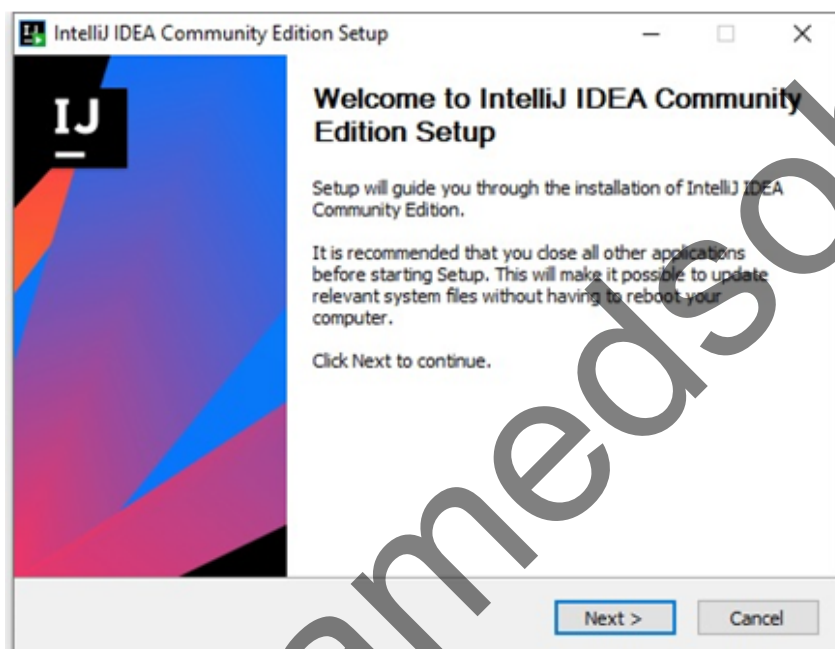 IntelliJ IDEA Community Edition Setup
IJ
Welcome to IntelliJ IDEA Community
Edition Setup
Setup will guide you through the installation of IntelliJ IDEA
Community Edition.
It is recommended that you close all other applications
before starting Setup. This will make it possible to update
relevant system files without having to reboot your
computer.
Click Next to continue.
Next >
Cancel
amedsol